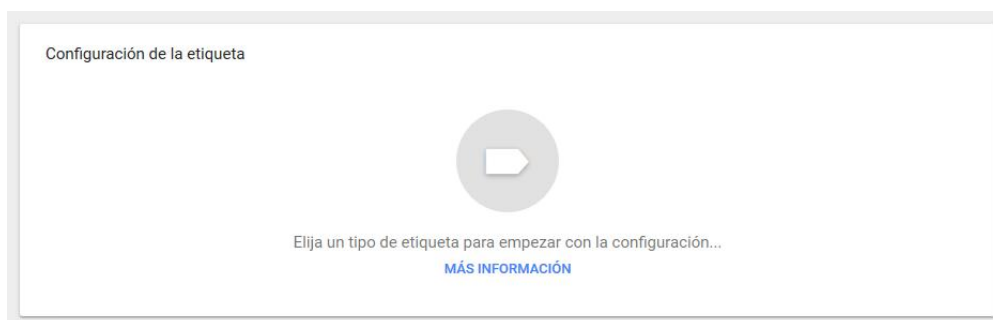 Configuración de la etiqueta
Elija un tipo de etiqueta para empezar con la configuración...
MÁS INFORMACIÓN